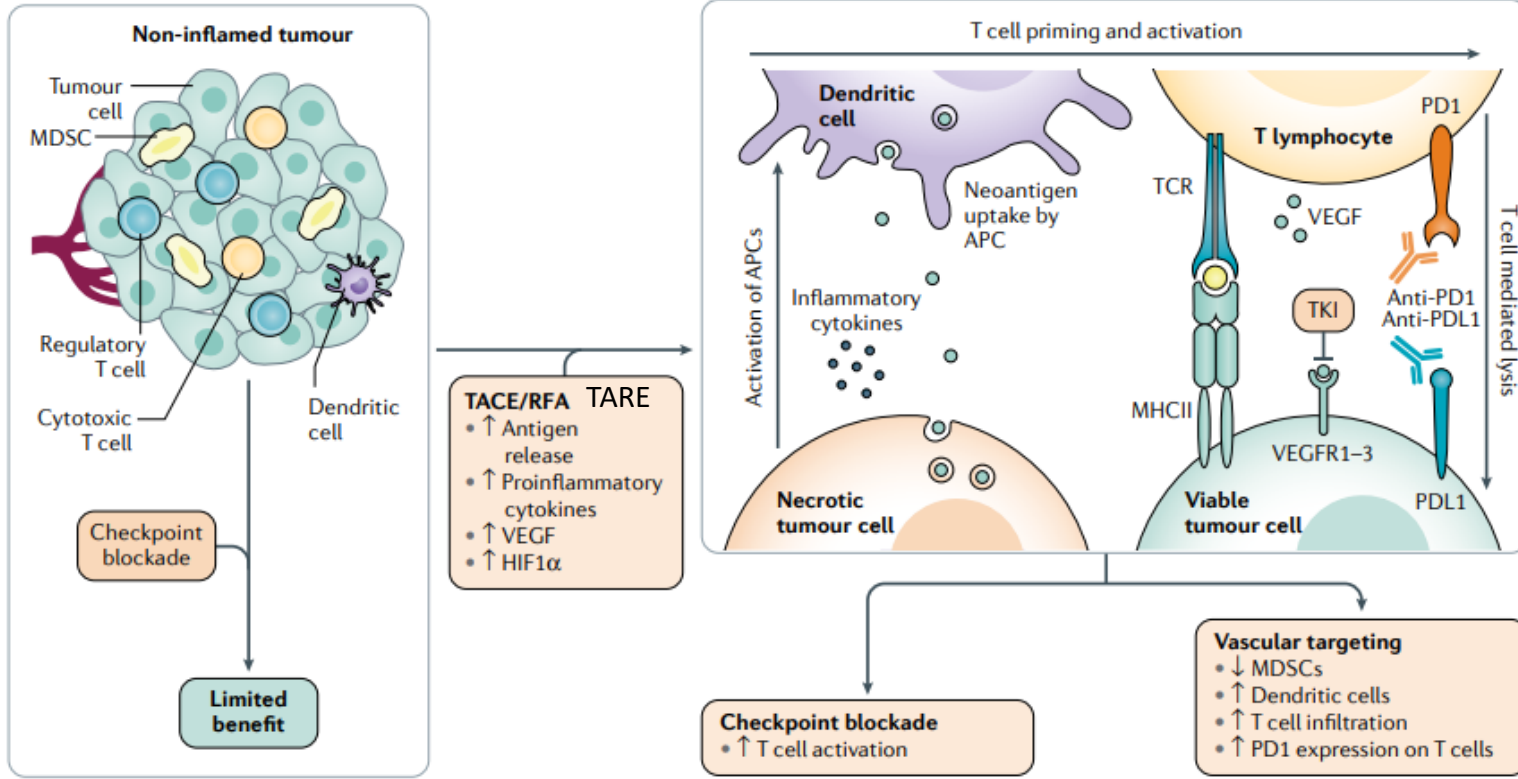 Non-inflamed tumour
Tumour
cell
MDSC
Regulatory
T cell
Cytotoxic
T cell
Dendritic
cell
Checkpoint
blockade
Limited
benefit
TACE/RFA TARE
• ↑ Antigen
release
• ↑ Proinflammatory
cytokines
• ↑ VEGF
• ↑ HIF1α
T cell priming and activation
Dendritic
cell
Neoantigen
uptake by
APC
Activation of APCs
Inflammatory
cytokines
Necrotic
tumour cell
T lymphocyte
PD1
TCR
VEGF
TKI
Anti-PD1
Anti-PDL1
T cell mediated lysis
MHCII
VEGFR1–3
PDL1
Viable
tumour cell
Checkpoint blockade
• ↑ T cell activation
Vascular targeting
• ↓ MDSCs
• ↑ Dendritic cells
• ↑ T cell infiltration
• ↑ PD1 expression on T cells